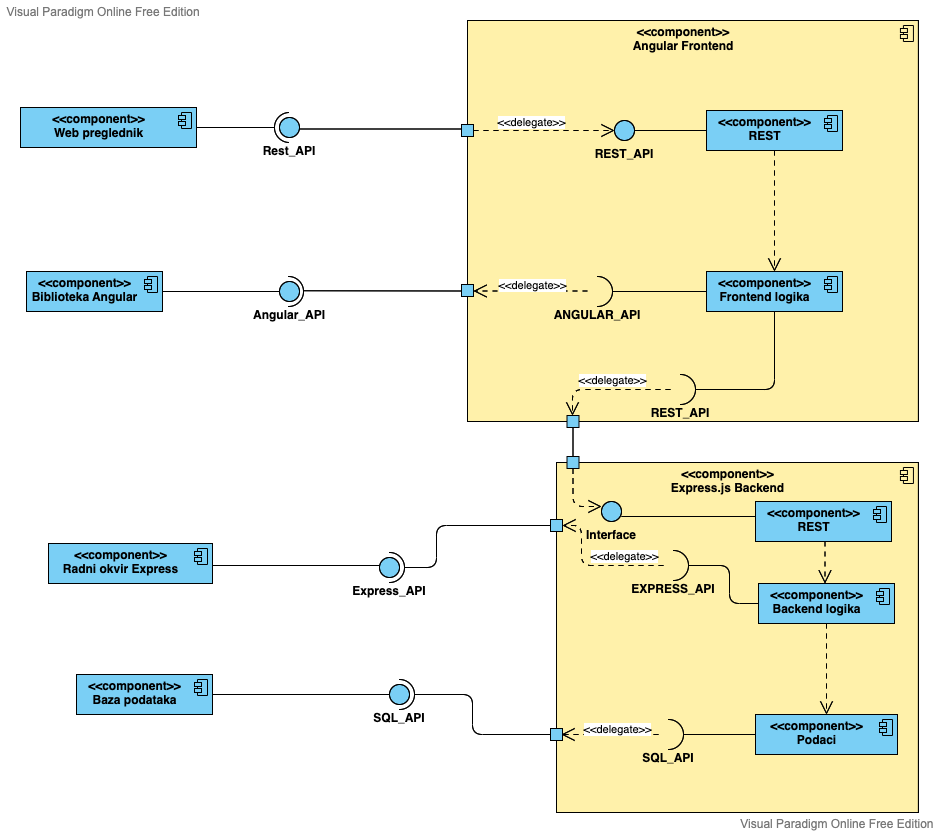 Visual Paradigm Online Free Edition
<<component>>
Angular Frontend
<<component>>
Web preglednik
Rest_API
<<delegate>>
REST_API
<<component>>
REST
<<component>>
Biblioteka Angular
Angular_API
<<delegate>>
ANGULAR_API
<<component>>
Frontend logika
<<delegate>>
REST_API
<<component>>
Express.js Backend
Interface
<<component>>
REST
<<component>>
Radni okvir Express
Express_API
<<delegate>>
EXPRESS_API
<<component>>
Backend logika
<<component>>
Baza podataka
SQL_API
<<delegate>>
SQL_API
<<component>>
Podaci
Visual Paradigm Online Free Edition